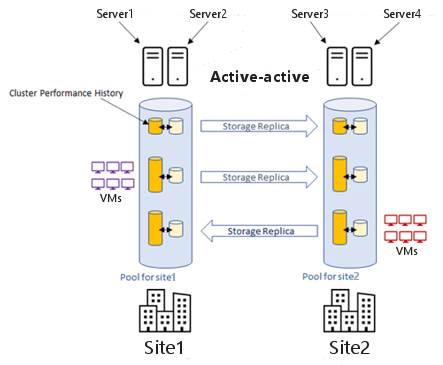 Server1
Server2
Server3
Server4
Active-active
Cluster Performance History
Storage Replica
Storage Replica
VMs
Storage Replica
VMs
Pool for site1
Pool for site2
Site1
Site2